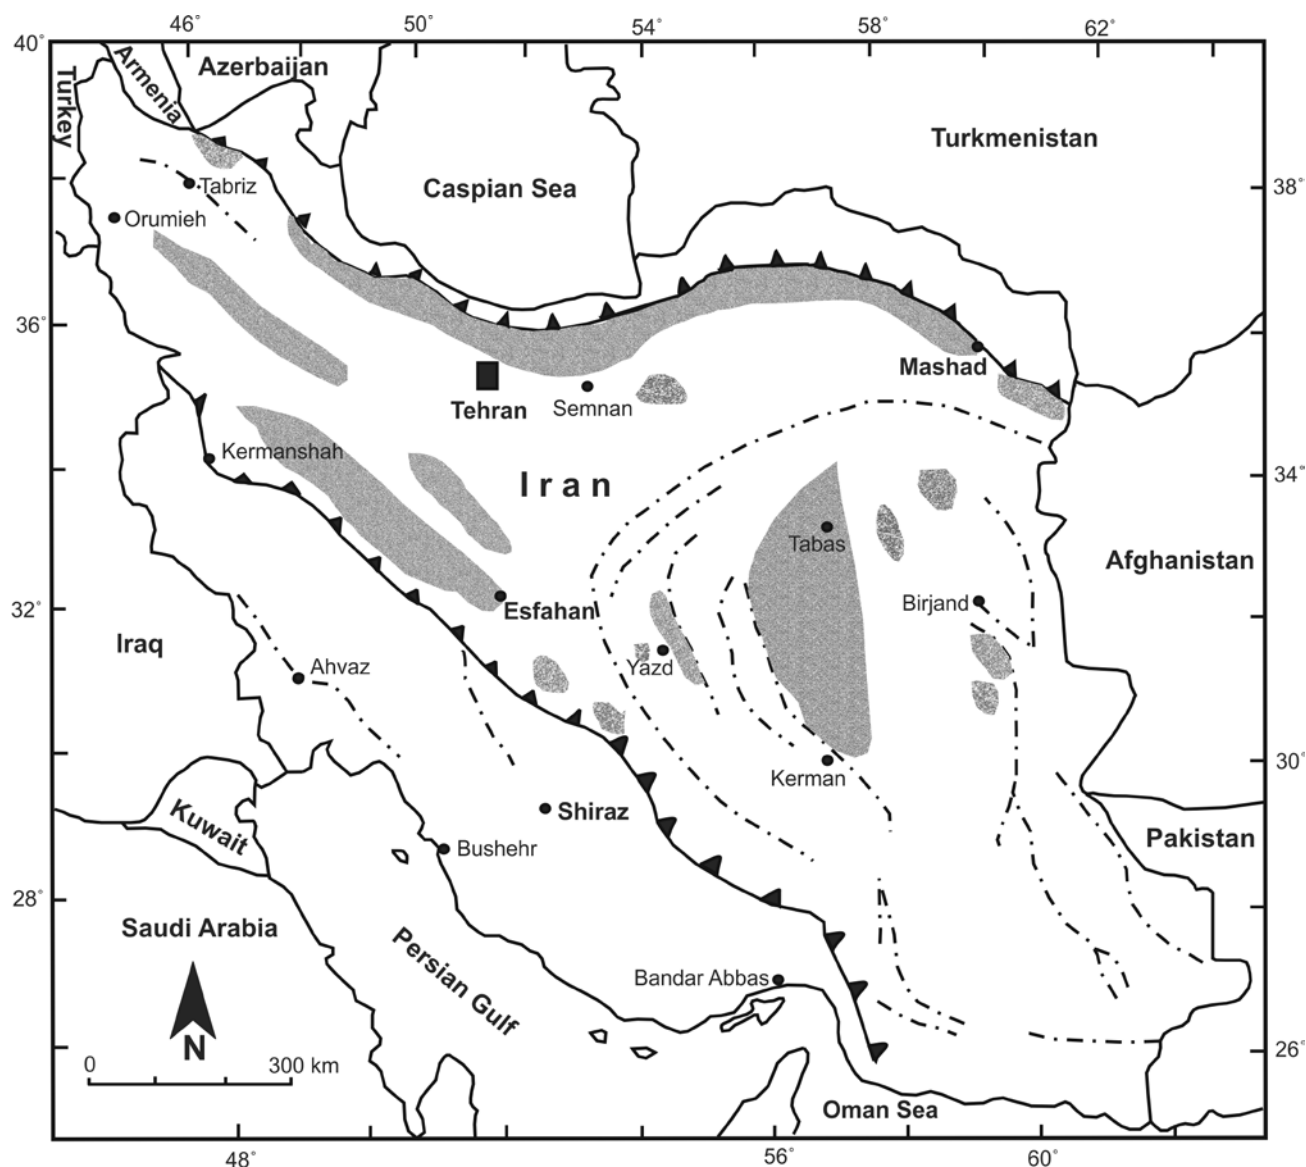 46°
50°
54°
58°
62°
40°
Turkey
Armenia
Azerbaijan
Turkmenistan
Caspian Sea
38°
Tabriz
Orumieh
36°
Mashad
Tehran
Semnan
Kermanshah
Iran
34°
Tabas
Afghanistan
32°
Esfahan
Birjand
Iraq
Ahvaz
Yazd
30°
Kerman
Kuwait
Shiraz
Pakistan
Bushehr
28°
Saudi Arabia
Persian Gulf
Bandar Abbas
N
0
300 km
26°
Oman Sea
48°
56°
60°